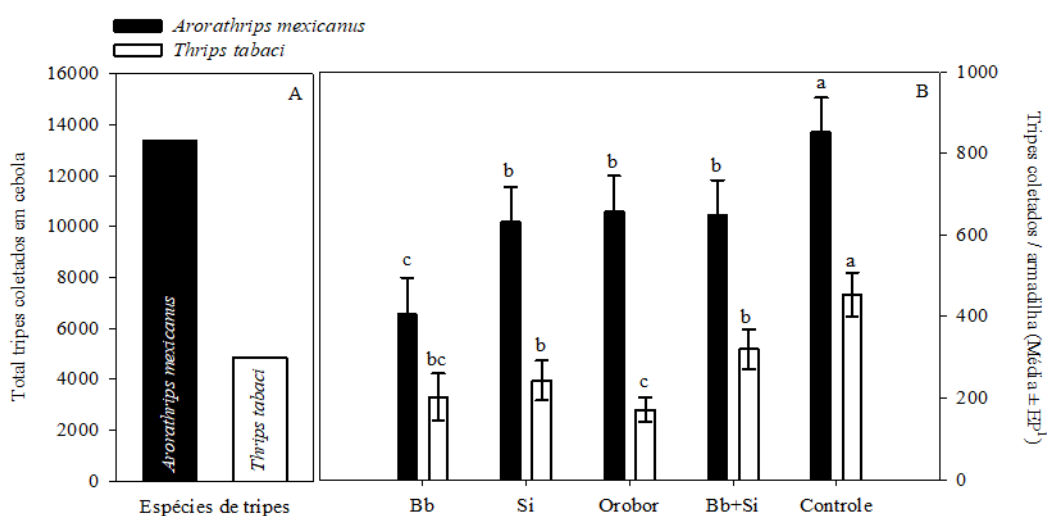 Arorathrips mexicanus
Thrips tabaci
A
B
Total tripes coletados em cebola
16000
14000
12000
10000
8000
6000
4000
2000
0
Arorathrips mexicanus
Thrips tabaci
Espécies de tripes
a
b
b
b
a
c
b
bc
b
c
Bb
Si
Orobor
Bb+Si
Controle
1000
800
600
400
200
0
Tripes coletados / armadilha (Média ± EP¹)